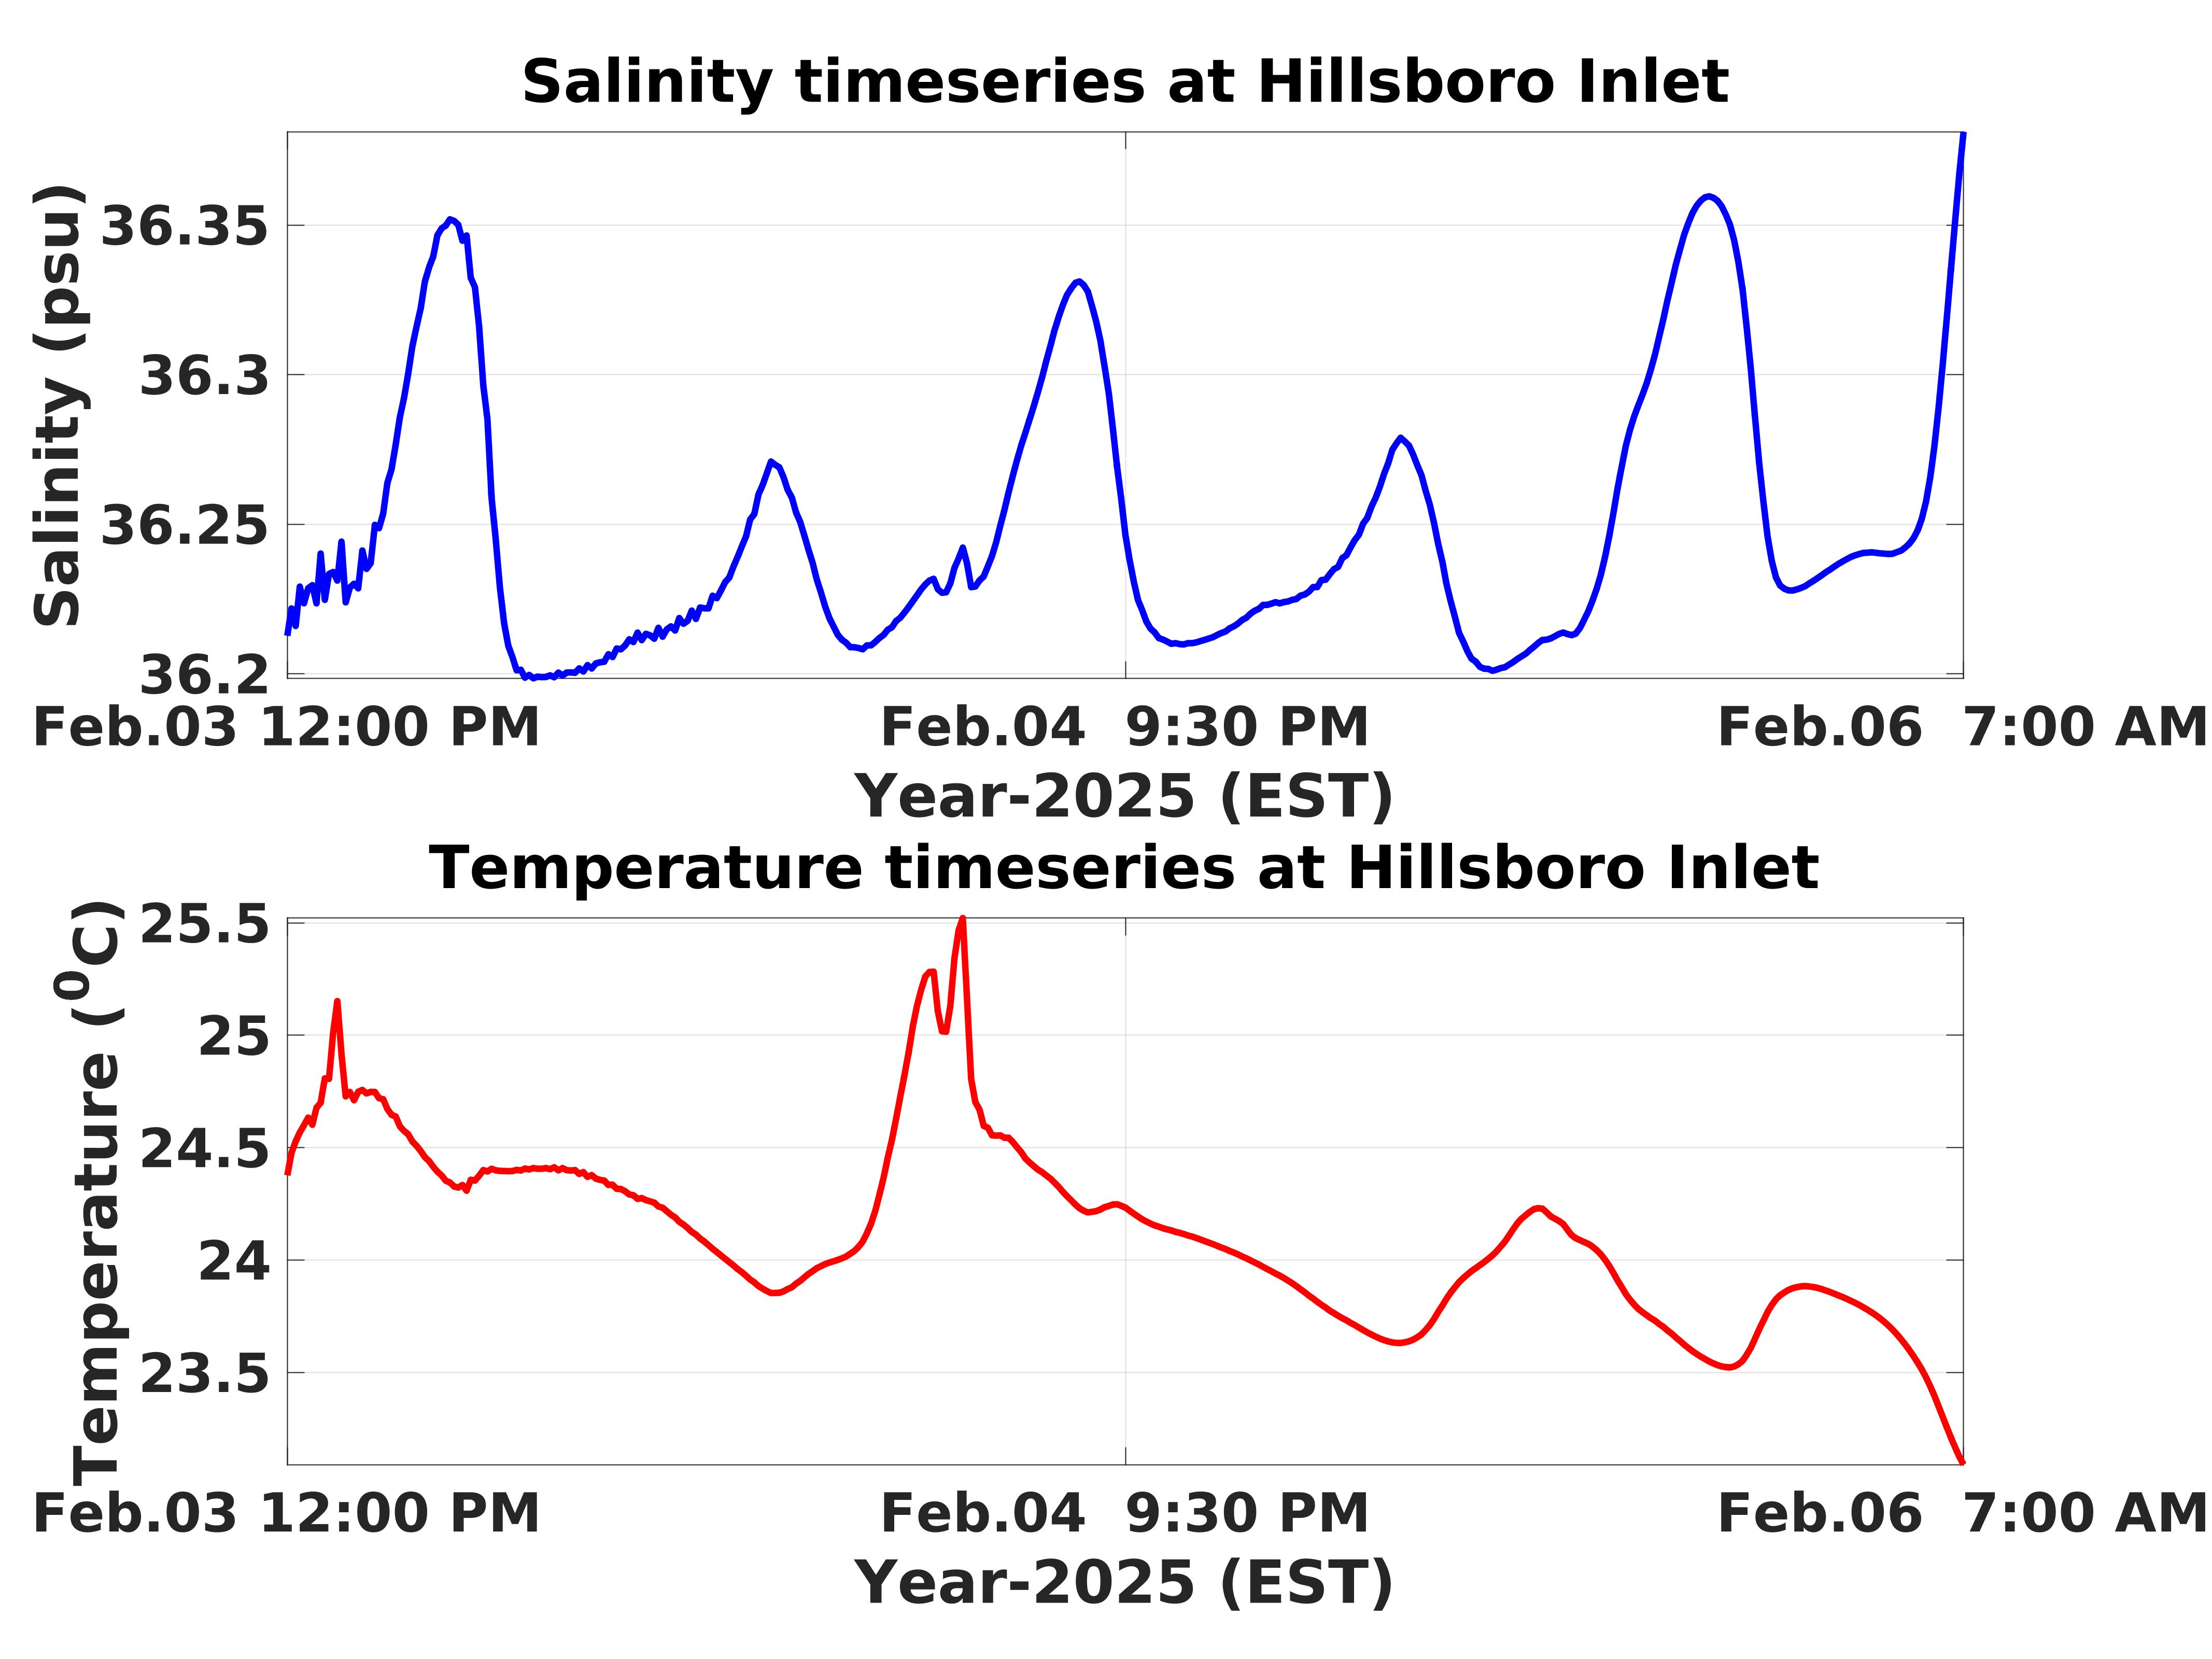 Salinity timeseries at Hillsboro Inlet
Salinity (psu)
36.35
36.3
36.25
36.2
Feb.03 12:00 PM Feb.04 9:30 PM Feb.06 7:00 AM
Year-2025 (EST)
Temperature timeseries at Hillsboro Inlet
Temperature (⁰C)
25.5
25
24.5
24
23.5
Feb.03 12:00 PM Feb.04 9:30 PM Feb.06 7:00 AM
Year-2025 (EST)